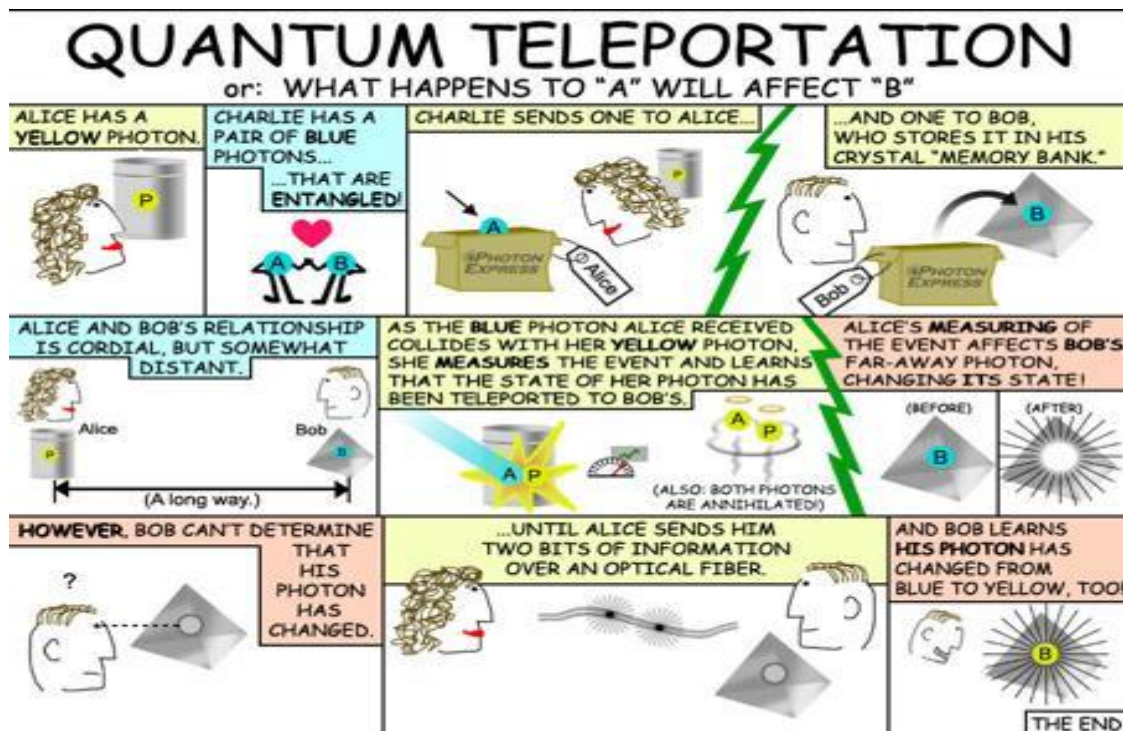 QUANTUM TELEPORTATION
or: WHAT HAPPENS TO "A" WILL AFFECT "B"
ALICE HAS A
YELLOW PHOTON.
P
CHARLIE HAS A
PAIR OF BLUE
PHOTONS...
...THAT ARE
ENTANGLED!
A B
CHARLIE SENDS ONE TO ALICE...
P
A
PHOTON
EXPRESS
Alice
...AND ONE TO BOB,
WHO STORES IT IN HIS
CRYSTAL "MEMORY BANK."
B
PHOTON
EXPRESS
Bob
ALICE AND BOB'S RELATIONSHIP
IS CORDIAL, BUT SOMEWHAT
DISTANT.
Alice
Bob
P
B
(A long way.)
AS THE BLUE PHOTON ALICE RECEIVED
COLLIDES WITH HER YELLOW PHOTON,
SHE MEASURES THE EVENT AND LEARNS
THAT THE STATE OF HER PHOTON HAS
BEEN TELEPORTED TO BOB'S.
A P
A P
(ALSO: BOTH PHOTONS
ARE ANNIHILATED!)
ALICE'S MEASURING OF
THE EVENT AFFECTS BOB'S
FAR-AWAY PHOTON,
CHANGING ITS STATE!
(BEFORE)
(AFTER)
B
HOWEVER, BOB CAN'T DETERMINE
THAT
HIS
PHOTON
HAS
CHANGED.
?
...UNTIL ALICE SENDS HIM
TWO BITS OF INFORMATION
OVER AN OPTICAL FIBER.
AND BOB LEARNS
HIS PHOTON HAS
CHANGED FROM
BLUE TO YELLOW, TOO!
B
THE END